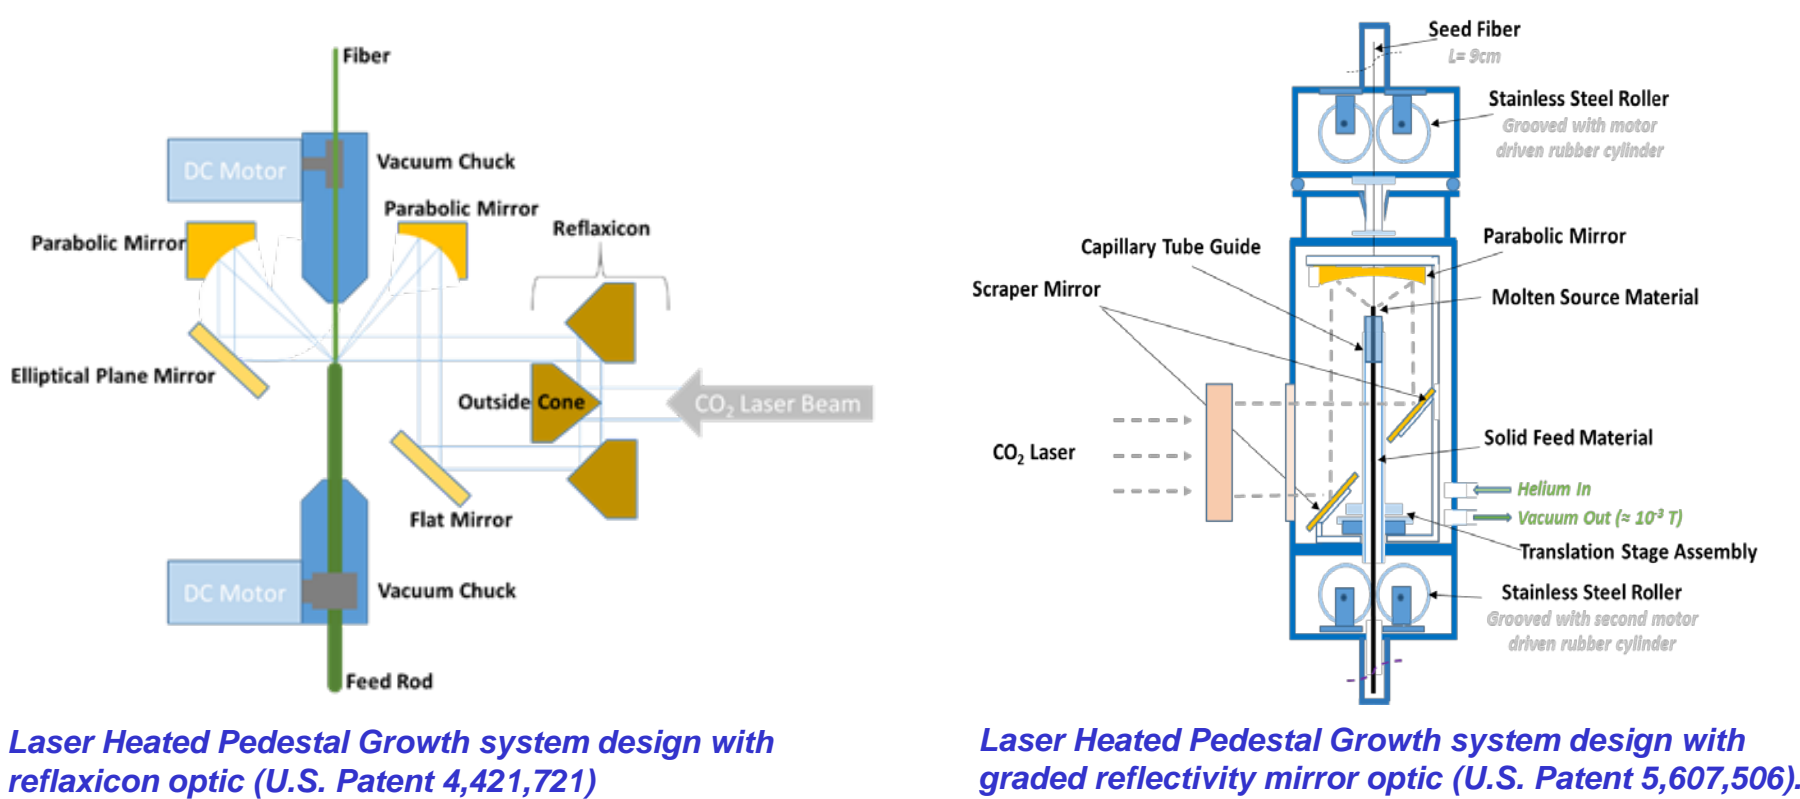 Fiber
DC Motor
Vacuum Chuck
Parabolic Mirror
Parabolic Mirror
Reflaxicon
Elliptical Plane Mirror
Outside Cone
CO2 Laser Beam
Flat Mirror
DC Motor
Vacuum Chuck
Feed Rod
Laser Heated Pedestal Growth system design with
reflaxicon optic (U.S. Patent 4,421,721)
Seed Fiber
L= 9cm
Stainless Steel Roller
Grooved with motor
driven rubber cylinder
Capillary Tube Guide
Parabolic Mirror
Scraper Mirror
Molten Source Material
CO2 Laser
Solid Feed Material
Helium In
Vacuum Out (≈ 10-3 T)
Translation Stage Assembly
Stainless Steel Roller
Grooved with second motor
driven rubber cylinder
Laser Heated Pedestal Growth system design with
graded reflectivity mirror optic (U.S. Patent 5,607,506).